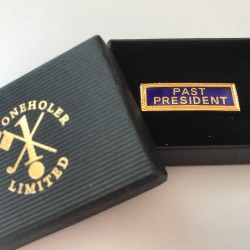 ONEHOLER
LIMITED
PAST
PRESIDENT